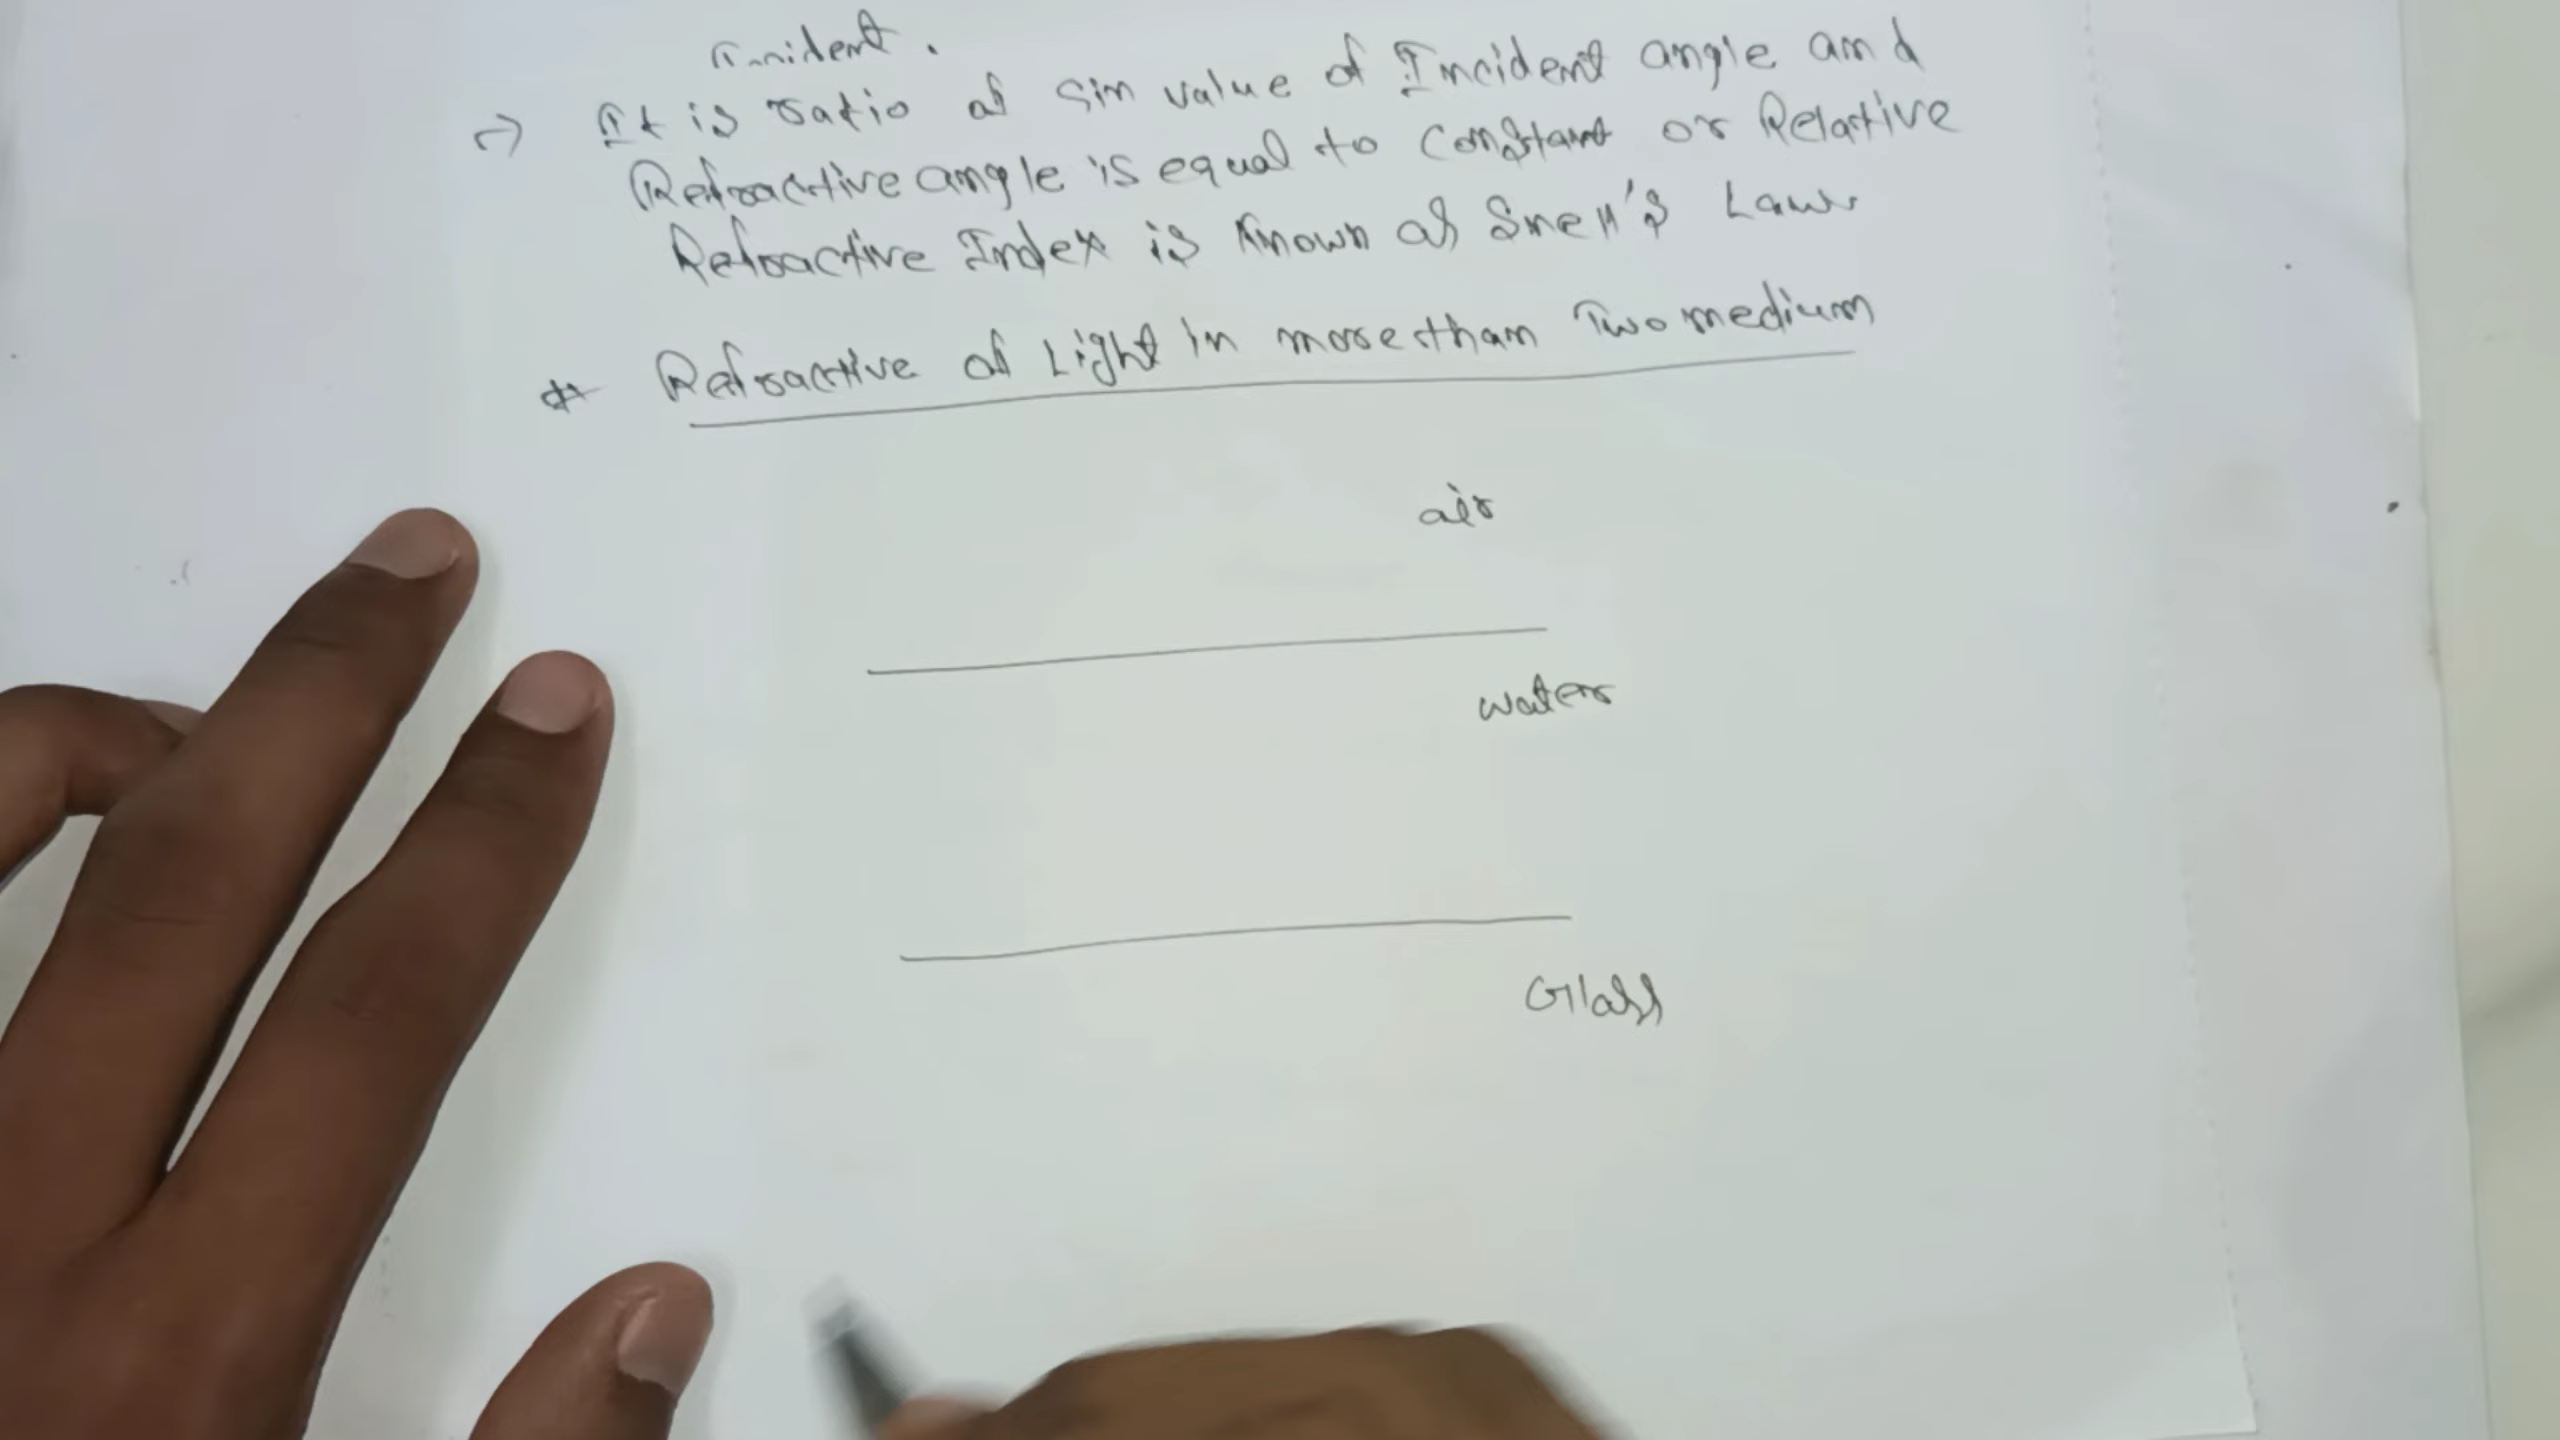 → It is ratio of Sin value of Incident angle and
Refractive angle is equal to Constant or Relative
Refractive Index is Known as Snell's Law
* Refractive of Light in more than Two medium
air
water
Glass